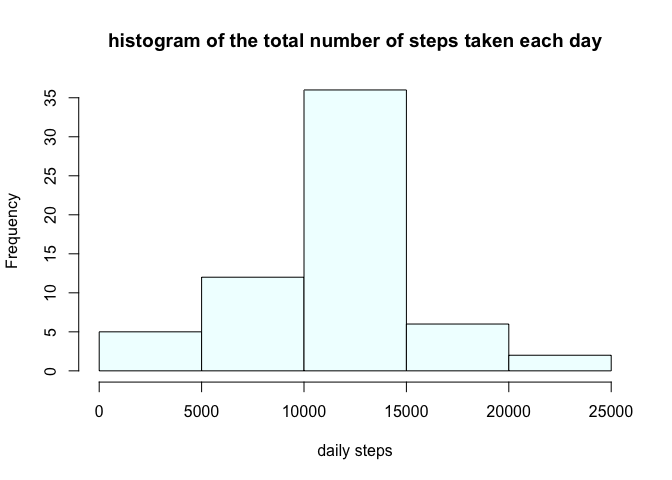 histogram of the total number of steps taken each day
Frequency
35
30
25
20
15
10
5
0
0 5000 10000 15000 20000 25000
daily steps